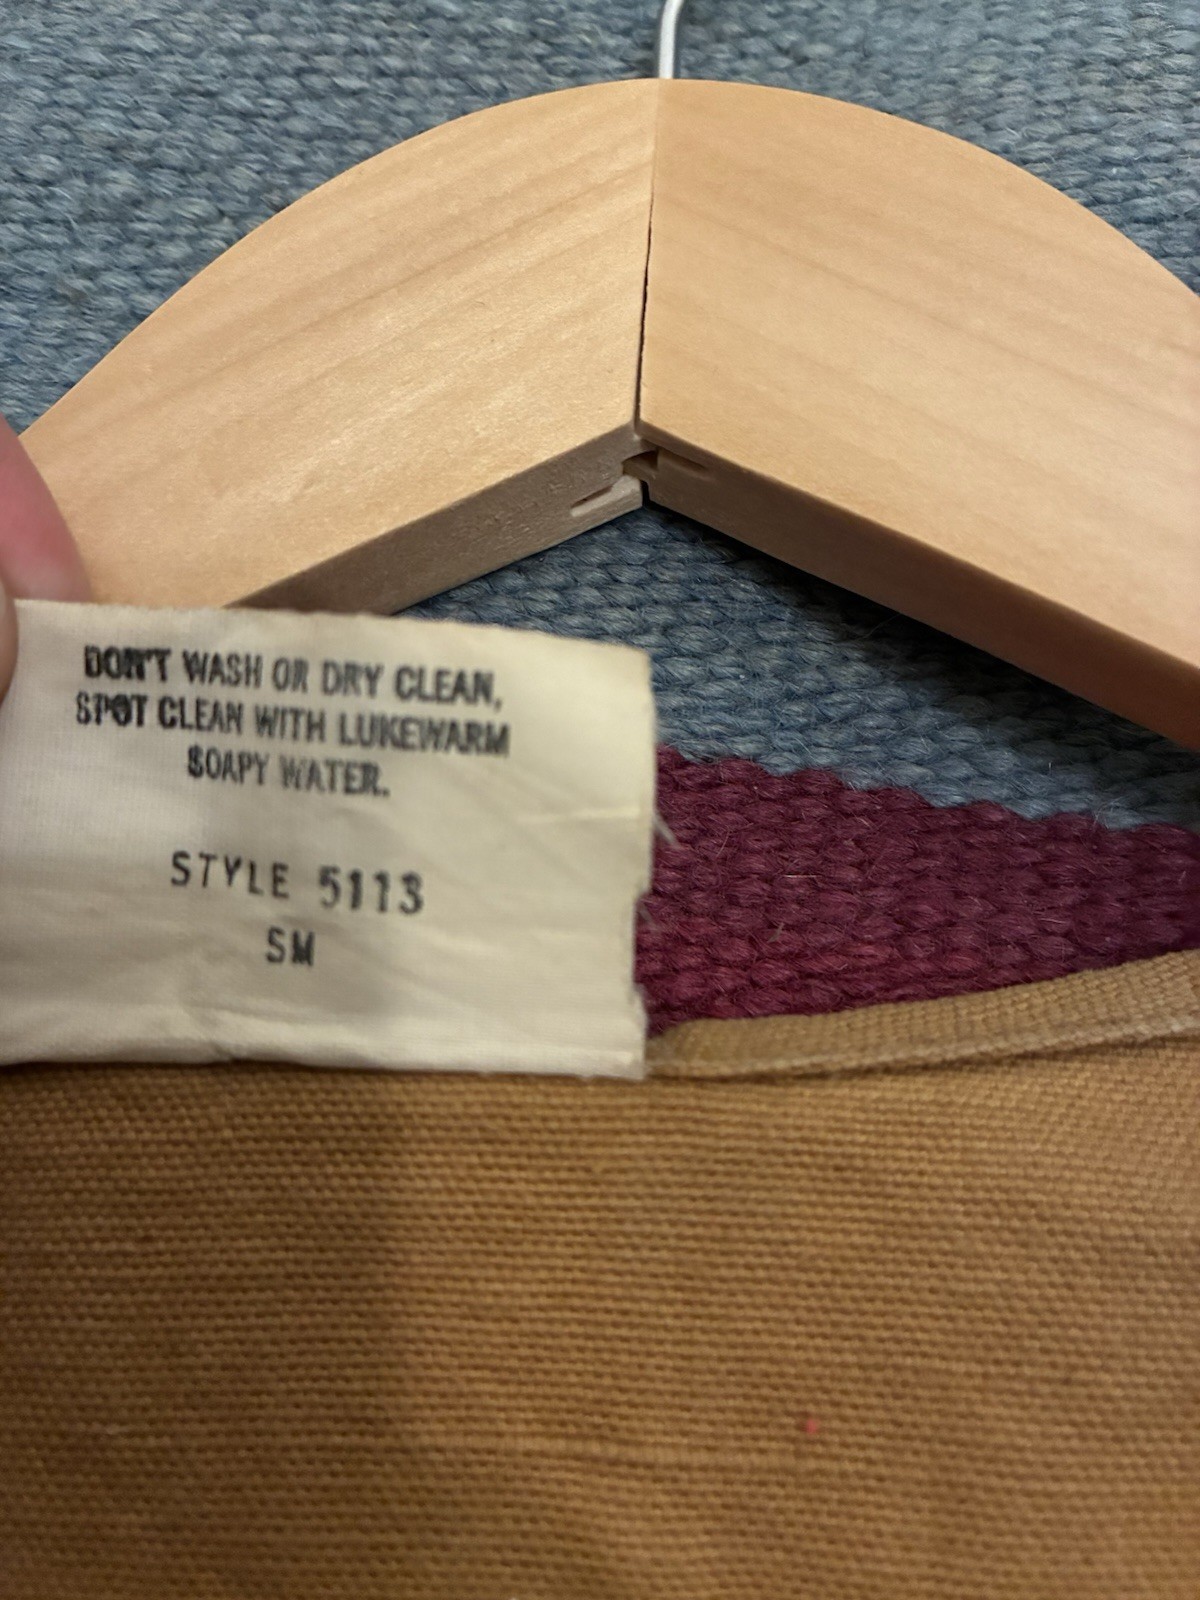 DON'T WASH OR DRY CLEAN,
SPOT CLEAN WITH LUKEWARM
SOAPY WATER.
STYLE 5113
SM